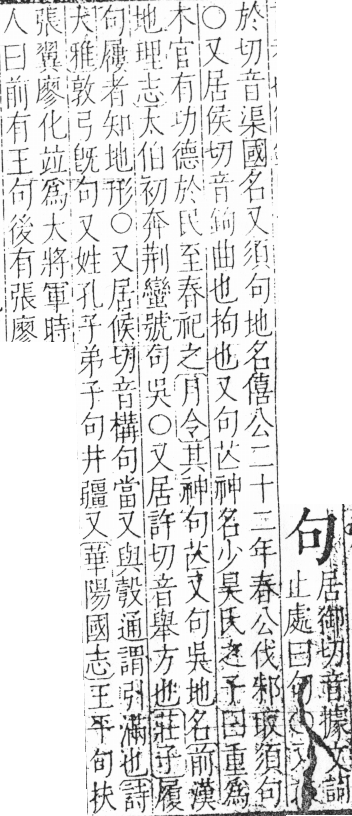 句
居御切音據文詞
止處曰句○又
於切音渠國名又須句地名僖公二十二年春公伐邾取須句
○又居侯切音鉤曲也拘也又句芒神名少昊氏之子曰重為
木官有功德於民至春祀之月令其神句芒又句吳地名前漢
地理志太伯初奔荆蠻號句吳○又居許切音舉方也莊子履
句屨者知地形○又居候切音構句當又與彀通謂引滿也詩
大雅敦弓旣句又姓孔子弟子句井疆又華陽國志王平句扶
張翼廖化竝為大將軍時
人曰前有王句後有張廖